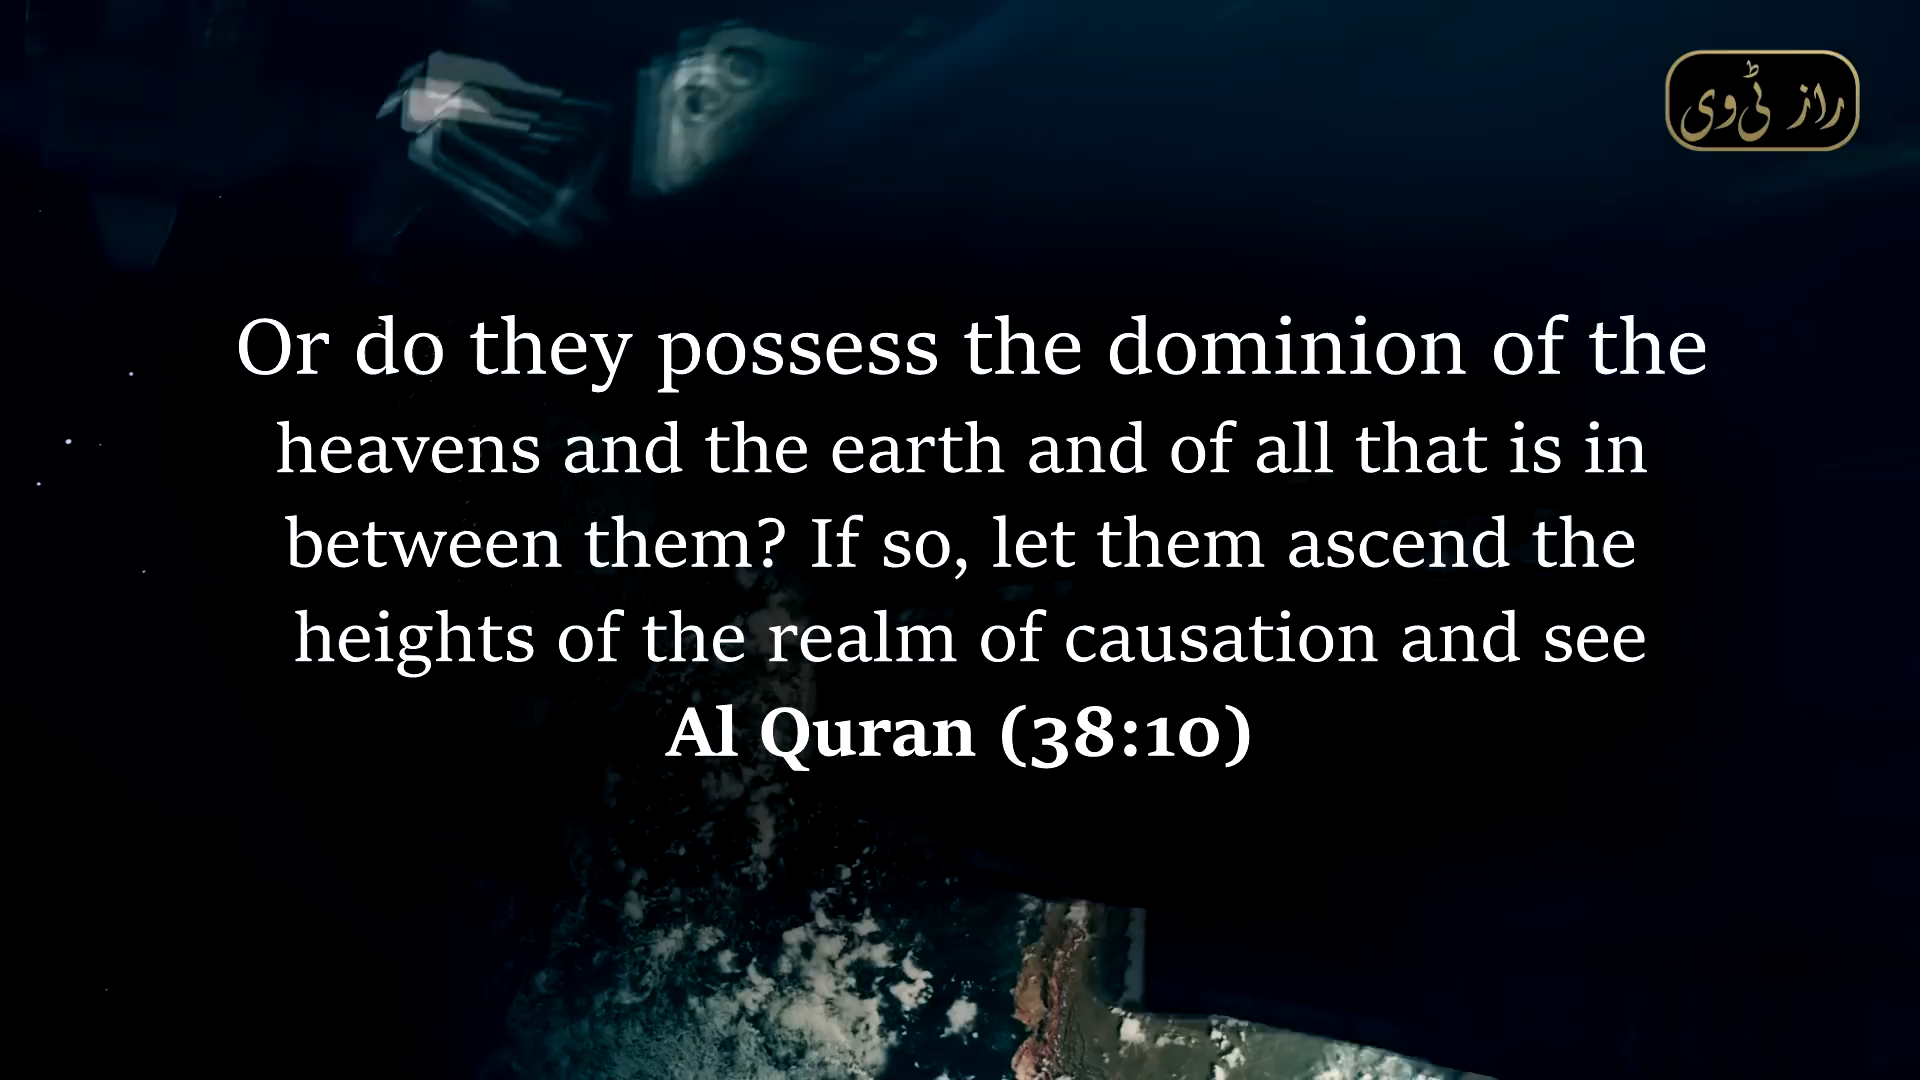 راز ٹی وی
Or do they possess the dominion of the
heavens and the earth and of all that is in
between them? If so, let them ascend the
heights of the realm of causation and see
Al Quran (38:10)